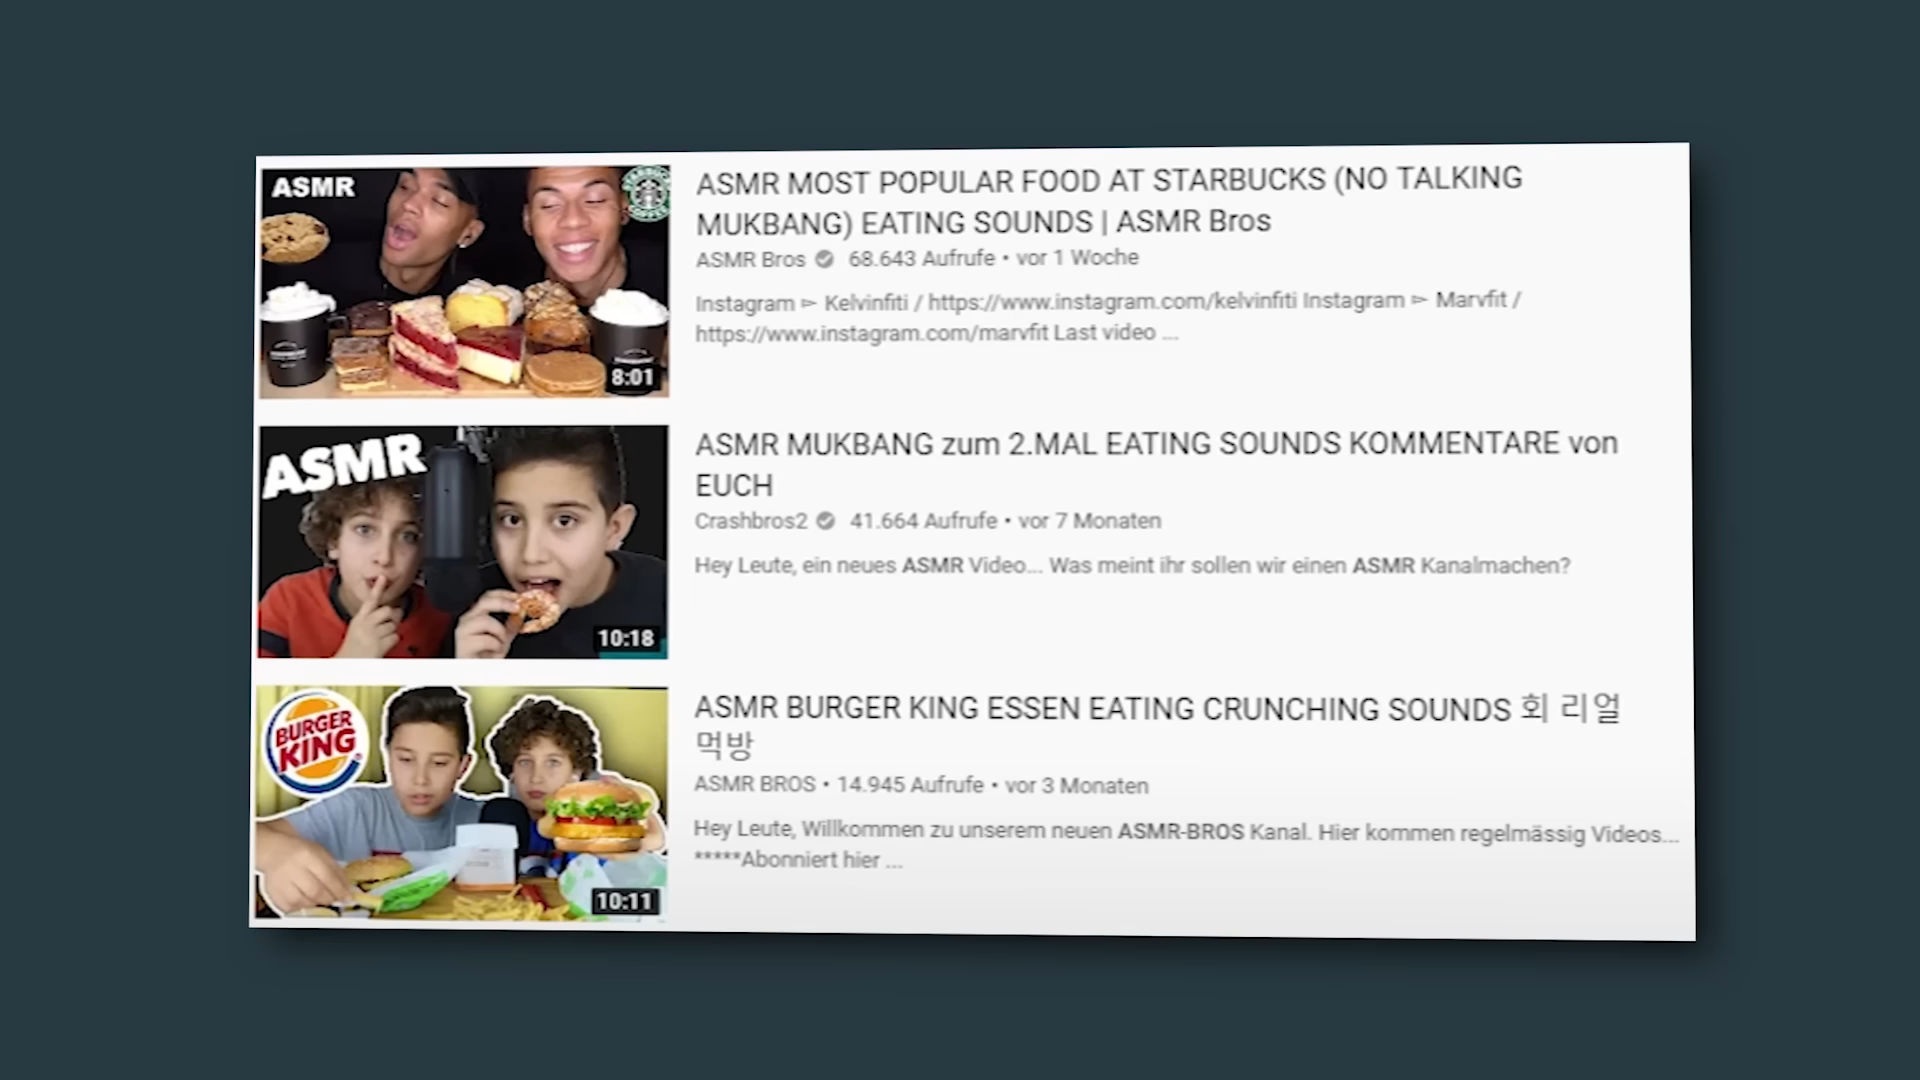 ASMR
8:01
ASMR MOST POPULAR FOOD AT STARBUCKS (NO TALKING
MUKBANG) EATING SOUNDS | ASMR Bros
ASMR Bros 68.643 Aufrufe • vor 1 Woche
Instagram ➢ Kelvinfiti / https://www.instagram.com/kelvinfiti Instagram ➢ Marvfit /
https://www.instagram.com/marvfit Last video ...
ASMR
10:18
ASMR MUKBANG zum 2.MAL EATING SOUNDS KOMMENTARE von
EUCH
Crashbros2 41.664 Aufrufe • vor 7 Monaten
Hey Leute, ein neues ASMR Video... Was meint ihr sollen wir einen ASMR Kanalmachen?
BURGER
KING
10:11
ASMR BURGER KING ESSEN EATING CRUNCHING SOUNDS 회 리얼
먹방
ASMR BROS • 14.945 Aufrufe • vor 3 Monaten
Hey Leute, Willkommen zu unserem neuen ASMR-BROS Kanal. Hier kommen regelmässig Videos...
*****Abonniert hier ...